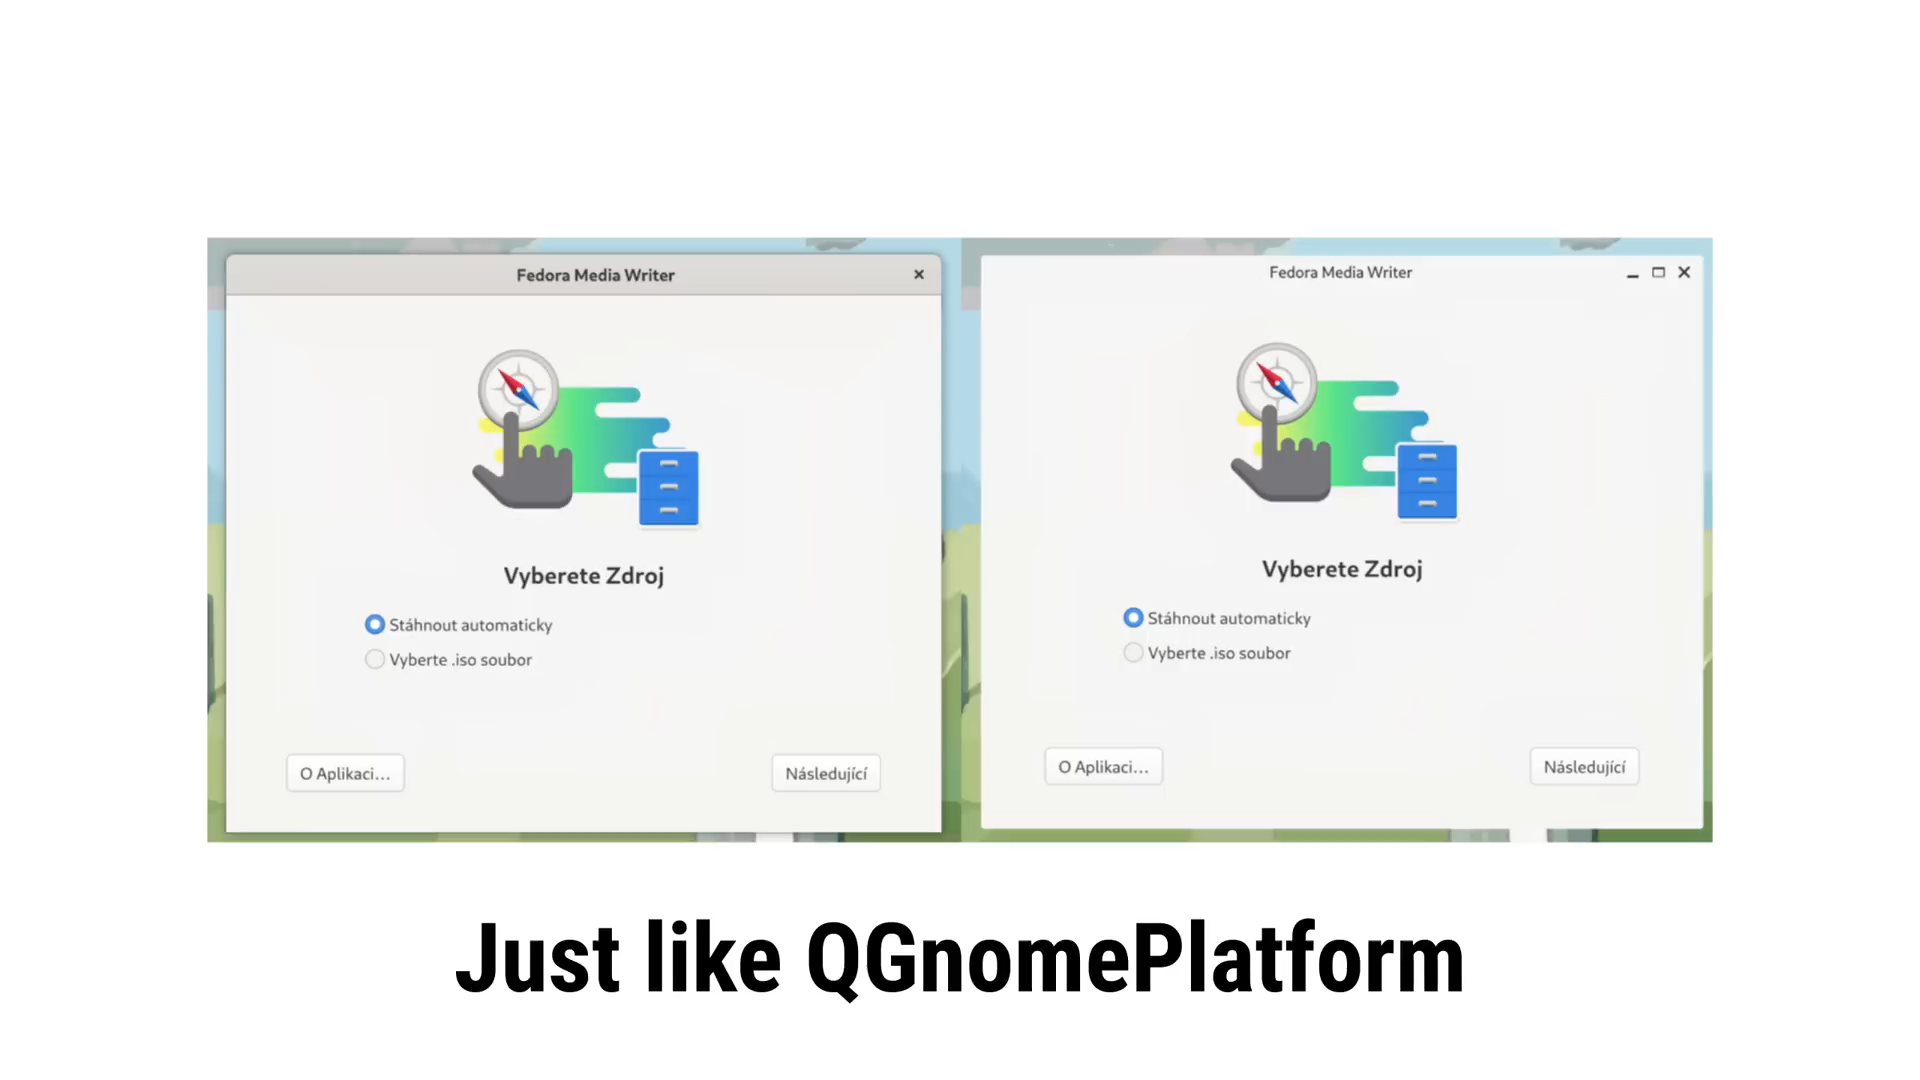 Fedora Media Writer
Vyberete Zdroj
Stáhnout automaticky
Vyberte .iso soubor
O Aplikaci...
Následující
Fedora Media Writer
Vyberete Zdroj
Stáhnout automaticky
Vyberte .iso soubor
O Aplikaci...
Následující
Just like QGnomePlatform